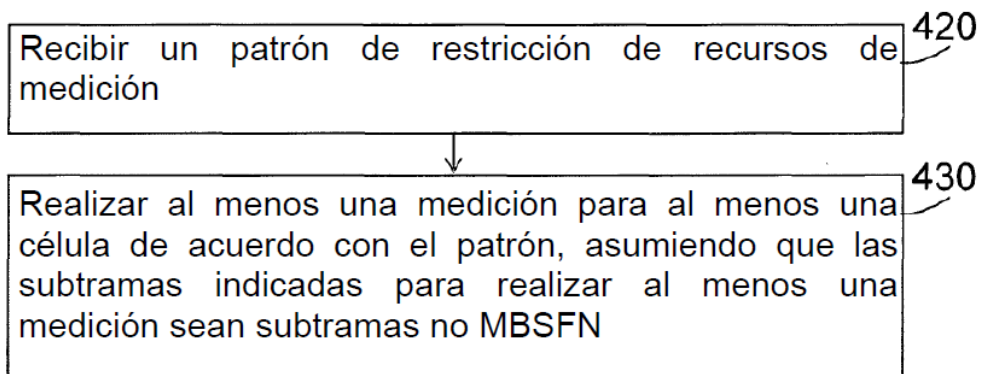 Recibir un patrón de restricción de recursos de
medición
420
Realizar al menos una medición para al menos una
célula de acuerdo con el patrón, asumiendo que las
subtramas indicadas para realizar al menos una
medición sean subtramas no MBSFN
430